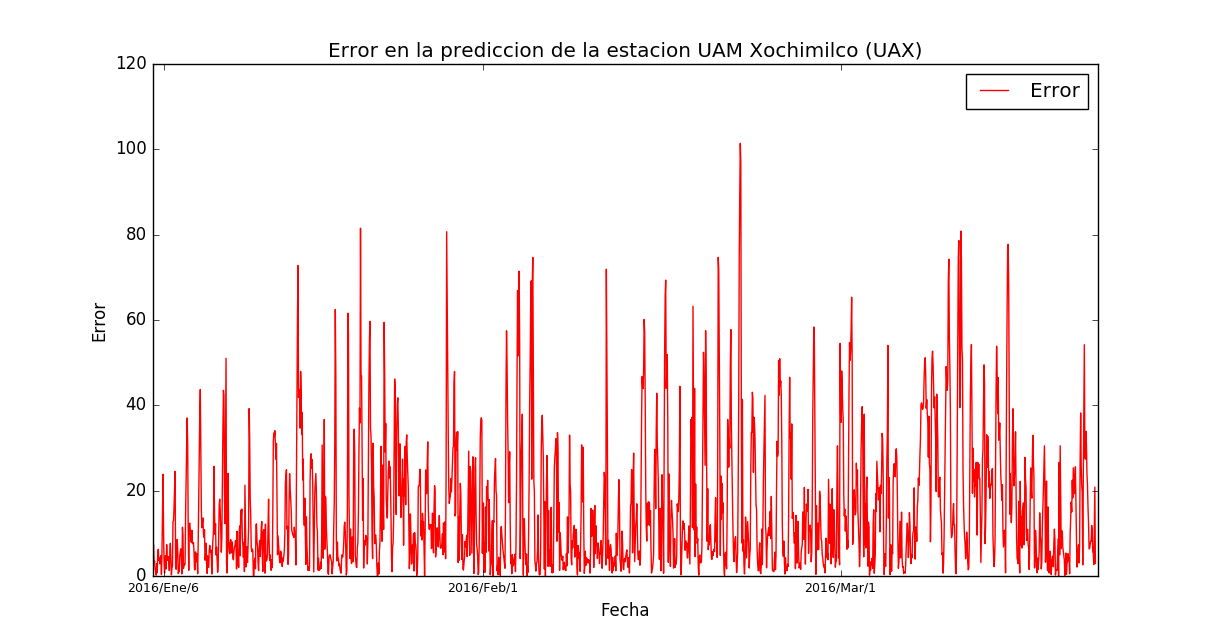 Error en la prediccion de la estacion UAM Xochimilco (UAX)
120
100
80
60
40
20
0
Error
Error
2016/Ene/6 2016/Feb/1 2016/Mar/1
Fecha